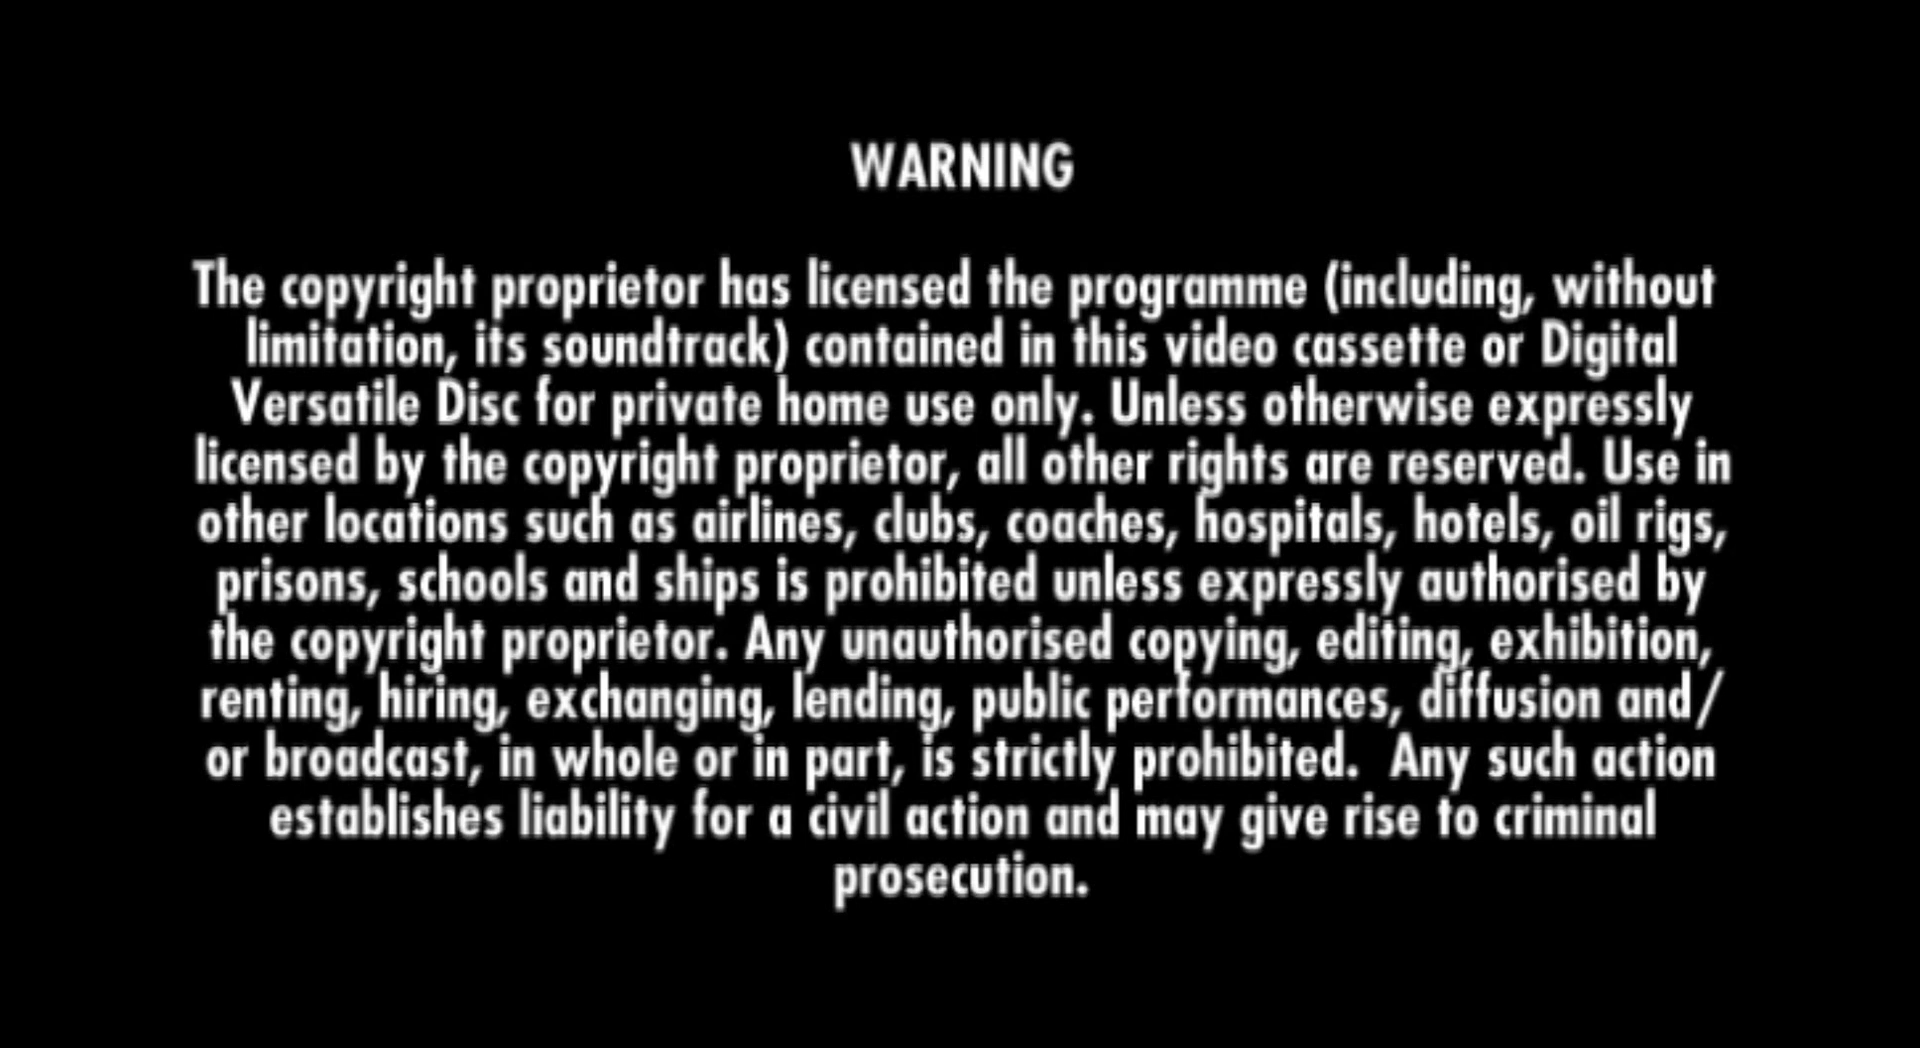 WARNING
The copyright proprietor has licensed the programme (including, without
limitation, its soundtrack) contained in this video cassette or Digital
Versatile Disc for private home use only. Unless otherwise expressly
licensed by the copyright proprietor, all other rights are reserved. Use in
other locations such as airlines, clubs, coaches, hospitals, hotels, oil rigs,
prisons, schools and ships is prohibited unless expressly authorised by
the copyright proprietor. Any unauthorised copying, editing, exhibition,
renting, hiring, exchanging, lending, public performances, diffusion and/
or broadcast, in whole or in part, is strictly prohibited.  Any such action
establishes liability for a civil action and may give rise to criminal
prosecution.